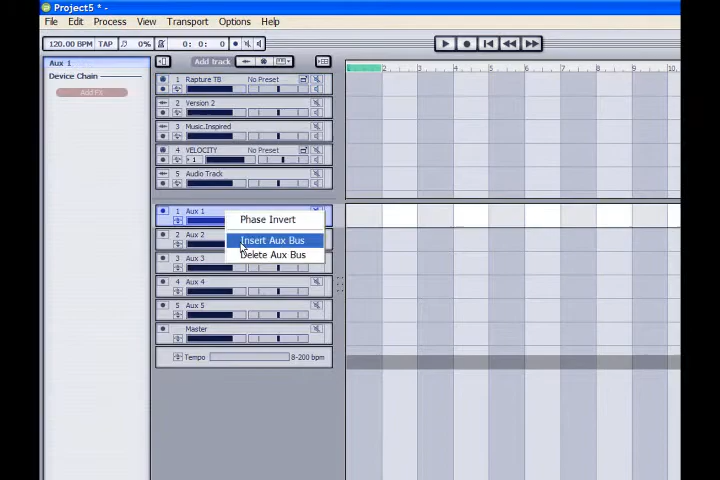 Project5 * -
File Edit Process View Transport Options Help
120.00 BPM TAP 0% 0: 0: 0
Aux 1
Device Chain
Add FX
Add track
1 2 3 4 5 6 7 8 9 10
1 Rapture TB No Preset
2 Version 2
3 Music.Inspired
4 VELOCITY No Preset
1
5 Audio Track
1 Aux 1
Phase Invert
Insert Aux Bus
Delete Aux Bus
2 Aux 2
3 Aux 3
4 Aux 4
5 Aux 5
Master
Tempo 8-200 bpm